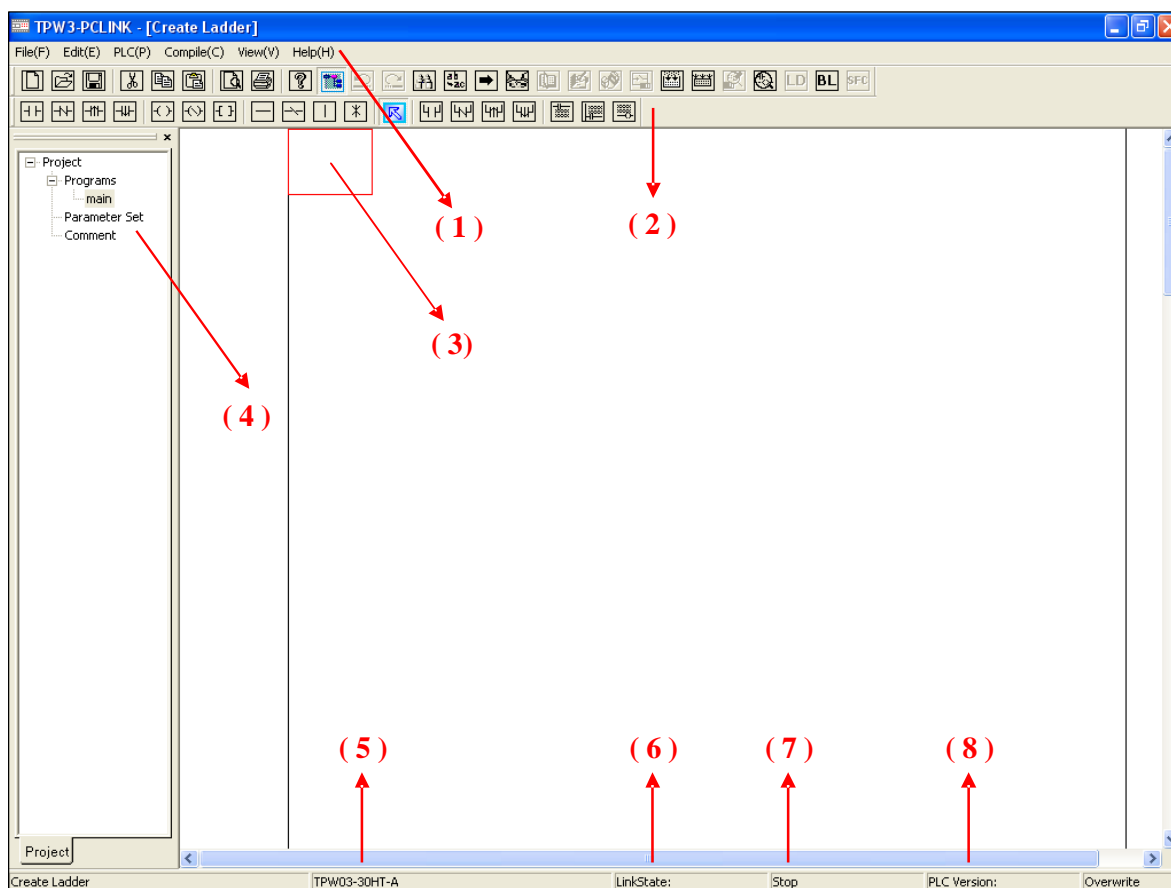 TPW3-PCLINK - [Create Ladder]
File(F) Edit(E) PLC(P) Compile(C) View(V) Help(H)
LD BL SFC
Project
Programs
main
Parameter Set
Comment
( 1 )
( 2 )
( 3)
( 4 )
( 5 )
( 6 )
( 7 )
( 8 )
Project
Create Ladder TPW03-30HT-A LinkState: Stop PLC Version: Overwrite